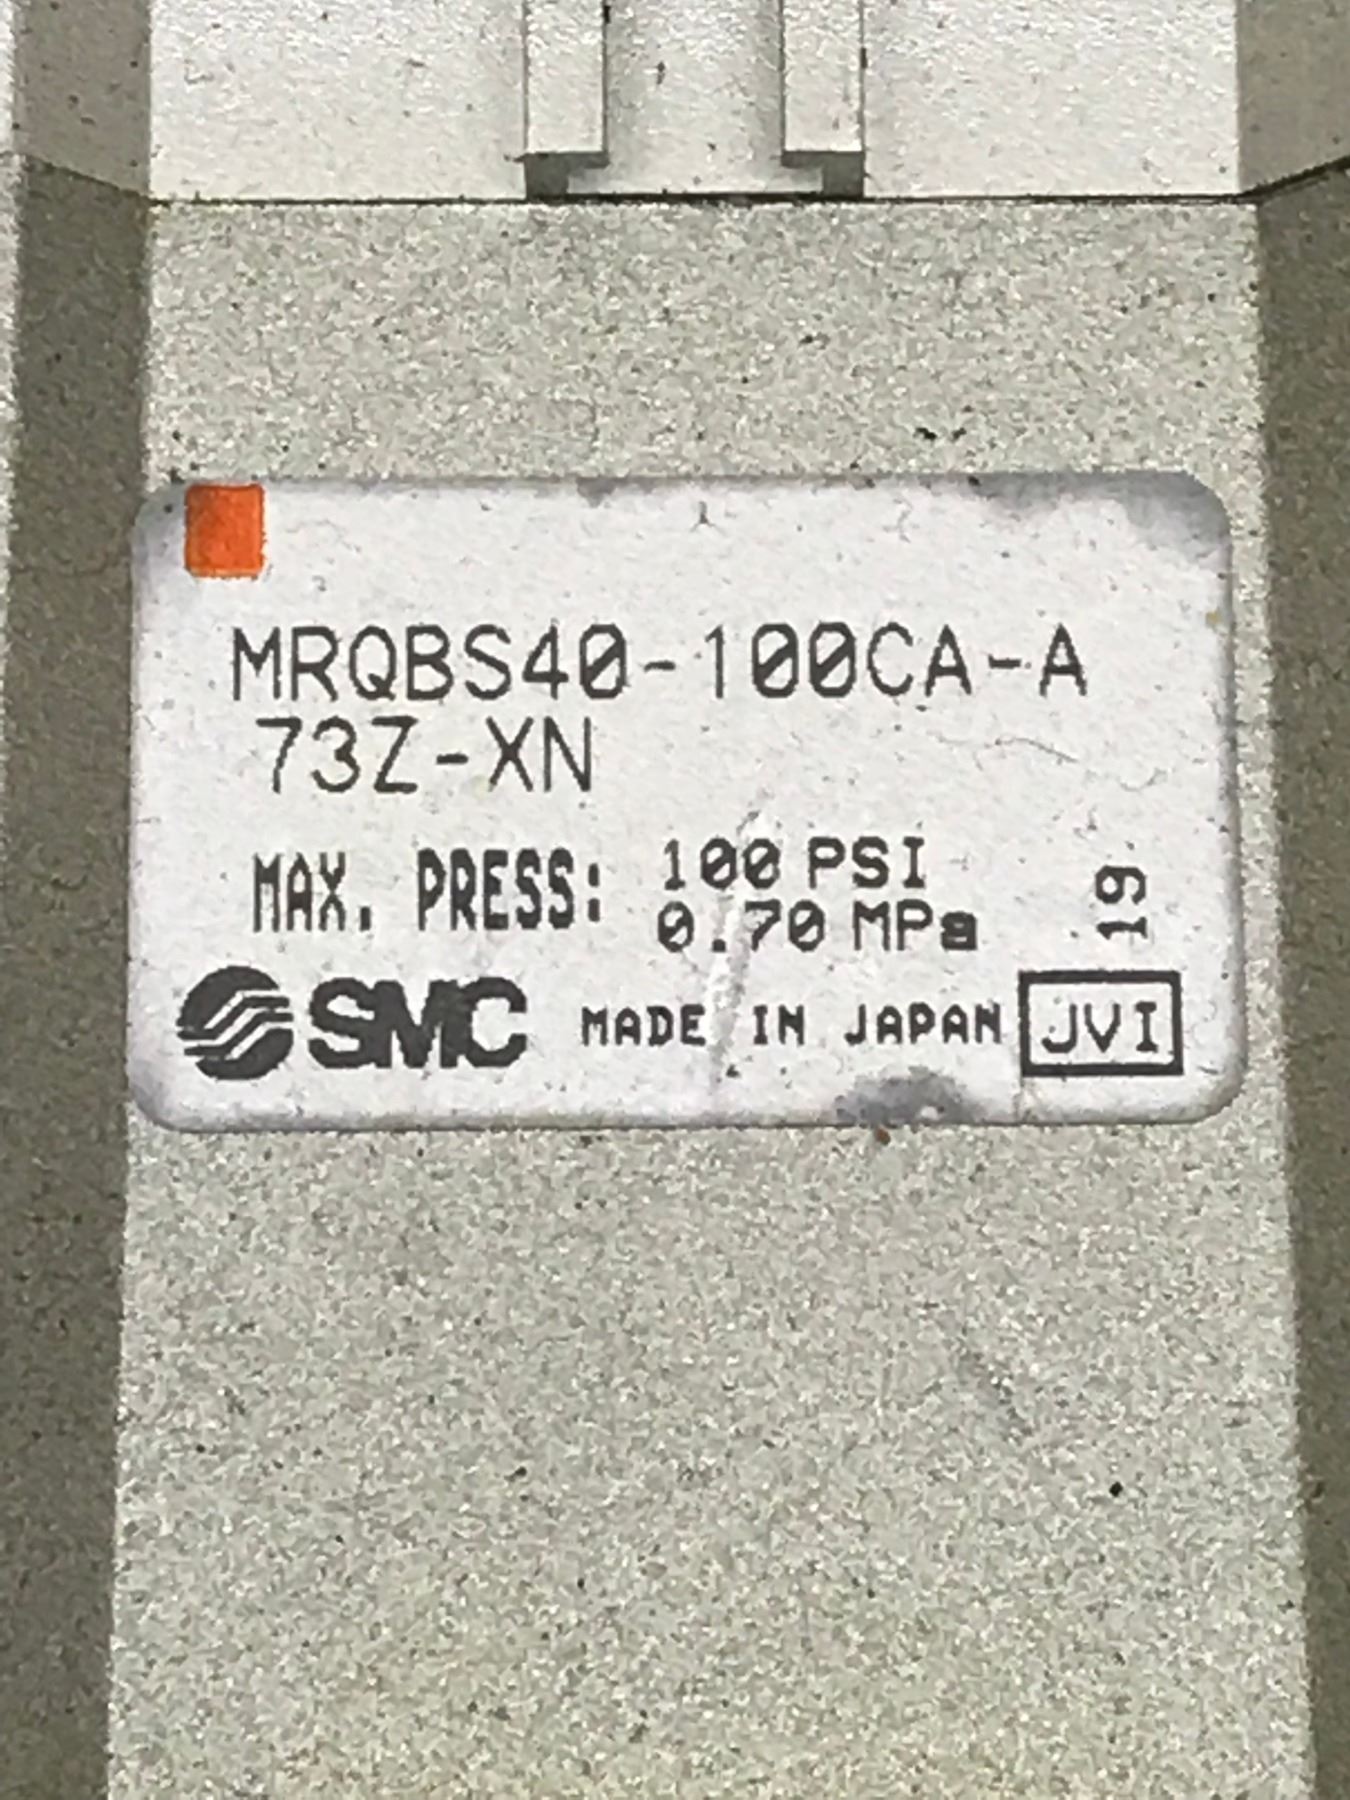 MRQBS40-100CA-A
73Z-XN
MAX. PRESS: 100 PSI
0.70 MPa
19
SMC MADE IN JAPAN JVI